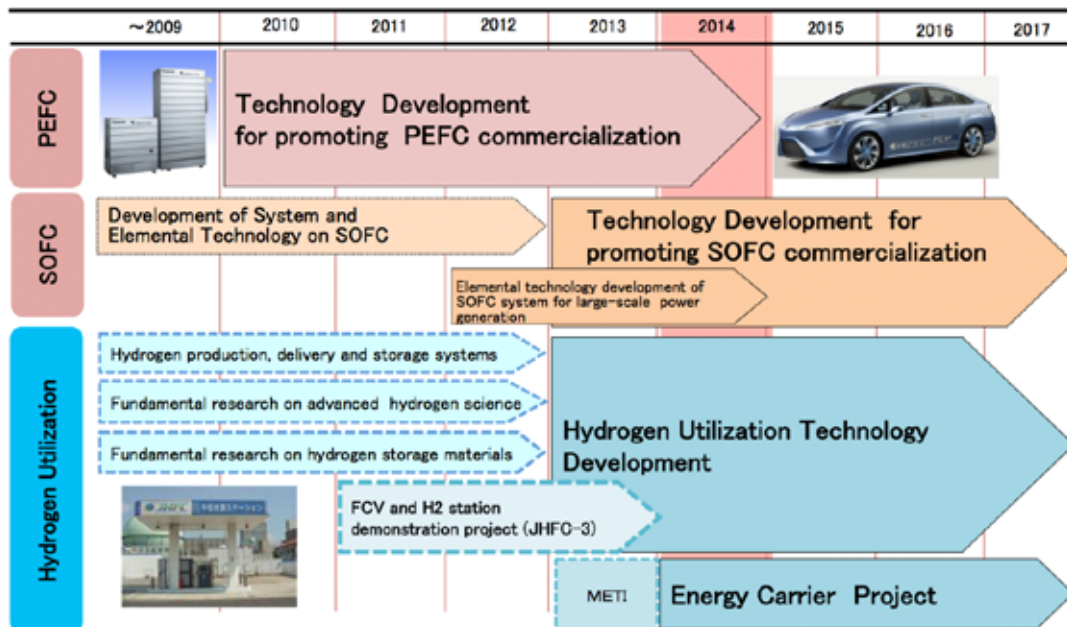 ~2009 2010 2011 2012 2013 2014 2015 2016 2017
PEFC
Technology Development
for promoting PEFC commercialization
SOFC
Development of System and
Elemental Technology on SOFC
Technology Development for
promoting SOFC commercialization
Elemental technology development of
SOFC system for large-scale power
generation
Hydrogen Utilization
Hydrogen production, delivery and storage systems
Fundamental research on advanced hydrogen science
Fundamental research on hydrogen storage materials
Hydrogen Utilization Technology
Development
JHFC
FCV and H2 station
demonstration project (JHFC-3)
METI
Energy Carrier Project